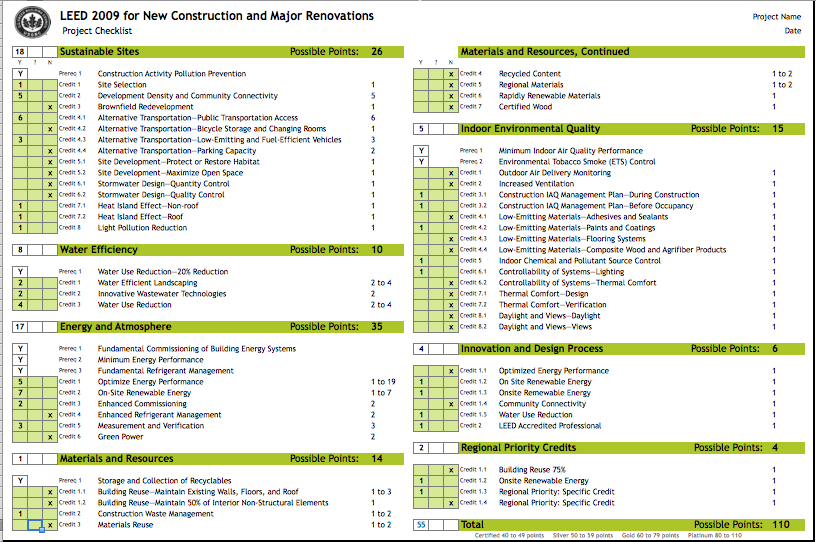 LEED 2009 for New Construction and Major Renovations
Project Checklist
Project Name
Date
18 Sustainable Sites Possible Points: 26
Y ? N
Y Prereq 1 Construction Activity Pollution Prevention
1 Credit 1 Site Selection 1
5 Credit 2 Development Density and Community Connectivity 5
x Credit 3 Brownfield Redevelopment 1
6 Credit 4.1 Alternative Transportation—Public Transportation Access 6
x Credit 4.2 Alternative Transportation—Bicycle Storage and Changing Rooms 1
3 Credit 4.3 Alternative Transportation—Low-Emitting and Fuel-Efficient Vehicles 3
x Credit 4.4 Alternative Transportation—Parking Capacity 2
x Credit 5.1 Site Development—Protect or Restore Habitat 1
x Credit 5.2 Site Development—Maximize Open Space 1
x Credit 6.1 Stormwater Design—Quantity Control 1
x Credit 6.2 Stormwater Design—Quality Control 1
1 Credit 7.1 Heat Island Effect—Non-roof 1
1 Credit 7.2 Heat Island Effect—Roof 1
1 Credit 8 Light Pollution Reduction 1
8 Water Efficiency Possible Points: 10
Y Prereq 1 Water Use Reduction—20% Reduction
2 Credit 1 Water Efficient Landscaping 2 to 4
2 Credit 2 Innovative Wastewater Technologies 2
4 Credit 3 Water Use Reduction 2 to 4
17 Energy and Atmosphere Possible Points: 35
Y Prereq 1 Fundamental Commissioning of Building Energy Systems
Y Prereq 2 Minimum Energy Performance
Y Prereq 3 Fundamental Refrigerant Management
5 Credit 1 Optimize Energy Performance 1 to 19
7 Credit 2 On-Site Renewable Energy 1 to 7
2 Credit 3 Enhanced Commissioning 2
x Credit 4 Enhanced Refrigerant Management 2
3 Credit 5 Measurement and Verification 3
x Credit 6 Green Power 2
1 Materials and Resources Possible Points: 14
Y Prereq 1 Storage and Collection of Recyclables
x Credit 1.1 Building Reuse—Maintain Existing Walls, Floors, and Roof 1 to 3
x Credit 1.2 Building Reuse—Maintain 50% of Interior Non-Structural Elements 1
1 Credit 2 Construction Waste Management 1 to 2
x Credit 3 Materials Reuse 1 to 2
Materials and Resources, Continued
Y ? N
x Credit 4 Recycled Content 1 to 2
x Credit 5 Regional Materials 1 to 2
x Credit 6 Rapidly Renewable Materials 1
x Credit 7 Certified Wood 1
5 Indoor Environmental Quality Possible Points: 15
Y Prereq 1 Minimum Indoor Air Quality Performance
Y Prereq 2 Environmental Tobacco Smoke (ETS) Control
x Credit 1 Outdoor Air Delivery Monitoring 1
x Credit 2 Increased Ventilation 1
1 Credit 3.1 Construction IAQ Management Plan—During Construction 1
1 Credit 3.2 Construction IAQ Management Plan—Before Occupancy 1
x Credit 4.1 Low-Emitting Materials—Adhesives and Sealants 1
1 Credit 4.2 Low-Emitting Materials—Paints and Coatings 1
x Credit 4.3 Low-Emitting Materials—Flooring Systems 1
x Credit 4.4 Low-Emitting Materials—Composite Wood and Agrifiber Products 1
1 Credit 5 Indoor Chemical and Pollutant Source Control 1
1 Credit 6.1 Controllability of Systems—Lighting 1
x Credit 6.2 Controllability of Systems—Thermal Comfort 1
x Credit 7.1 Thermal Comfort—Design 1
x Credit 7.2 Thermal Comfort—Verification 1
x Credit 8.1 Daylight and Views—Daylight 1
x Credit 8.2 Daylight and Views—Views 1
4 Innovation and Design Process Possible Points: 6
x Credit 1.1 Optimized Energy Performance 1
1 Credit 1.2 On Site Renewable Energy 1
1 Credit 1.3 Onsite Remewable Energy 1
x Credit 1.4 Community Connectivity 1
1 Credit 1.5 Water Use Reduction 1
1 Credit 2 LEED Accredited Professional 1
2 Regional Priority Credits Possible Points: 4
x Credit 1.1 Building Reuse 75% 1
1 Credit 1.2 Onsite Renewable Energy 1
1 Credit 1.3 Regional Priority: Specific Credit 1
x Credit 1.4 Regional Priority: Specific Credit 1
55 Total Possible Points: 110
Certified 40 to 49 points Silver 50 to 59 points Gold 60 to 79 points Platinum 80 to 110